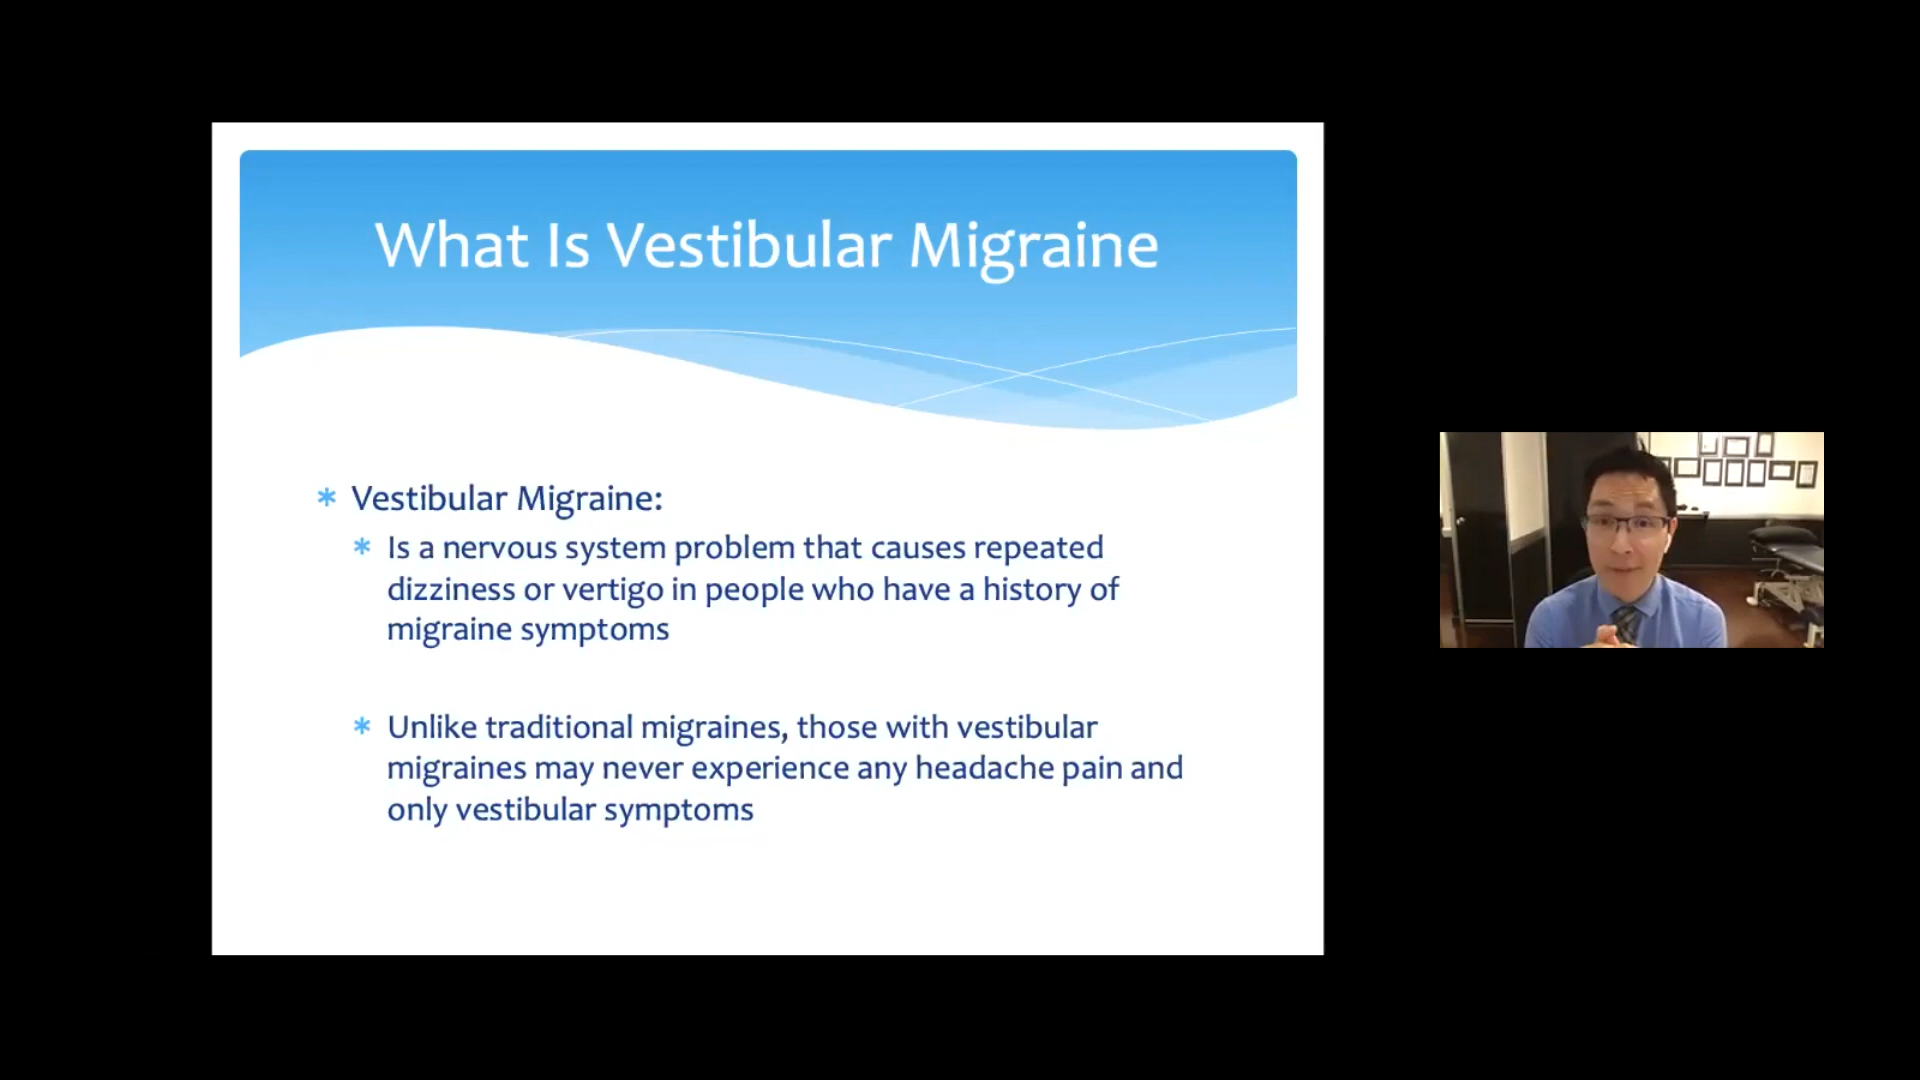 What Is Vestibular Migraine
* Vestibular Migraine:
* Is a nervous system problem that causes repeated
dizziness or vertigo in people who have a history of
migraine symptoms
* Unlike traditional migraines, those with vestibular
migraines may never experience any headache pain and
only vestibular symptoms